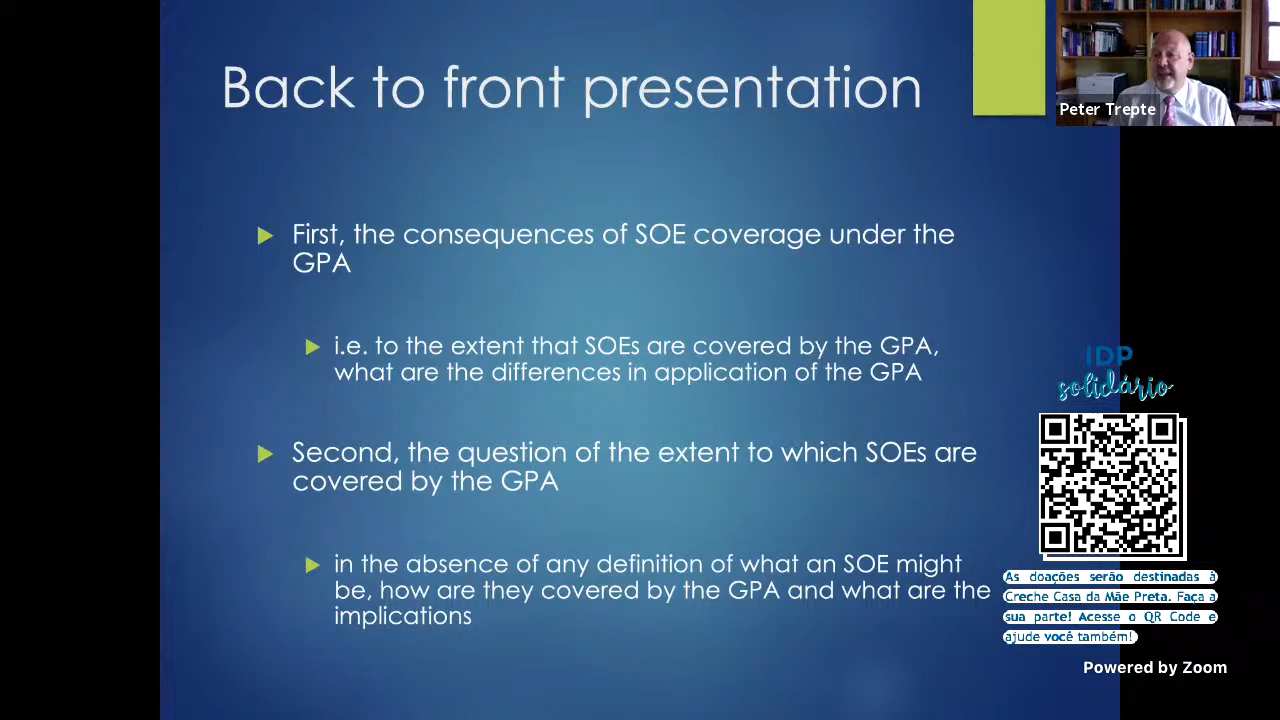 Back to front presentation
Peter Trepte
First, the consequences of SOE coverage under the
GPA
i.e. to the extent that SOEs are covered by the GPA,
what are the differences in application of the GPA
Second, the question of the extent to which SOEs are
covered by the GPA
in the absence of any definition of what an SOE might
be, how are they covered by the GPA and what are the
implications
IDP
solidário
As doações serão destinadas à
Creche Casa da Mãe Preta. Faça a
sua parte! Acesse o QR Code e
ajude você também!
Powered by Zoom